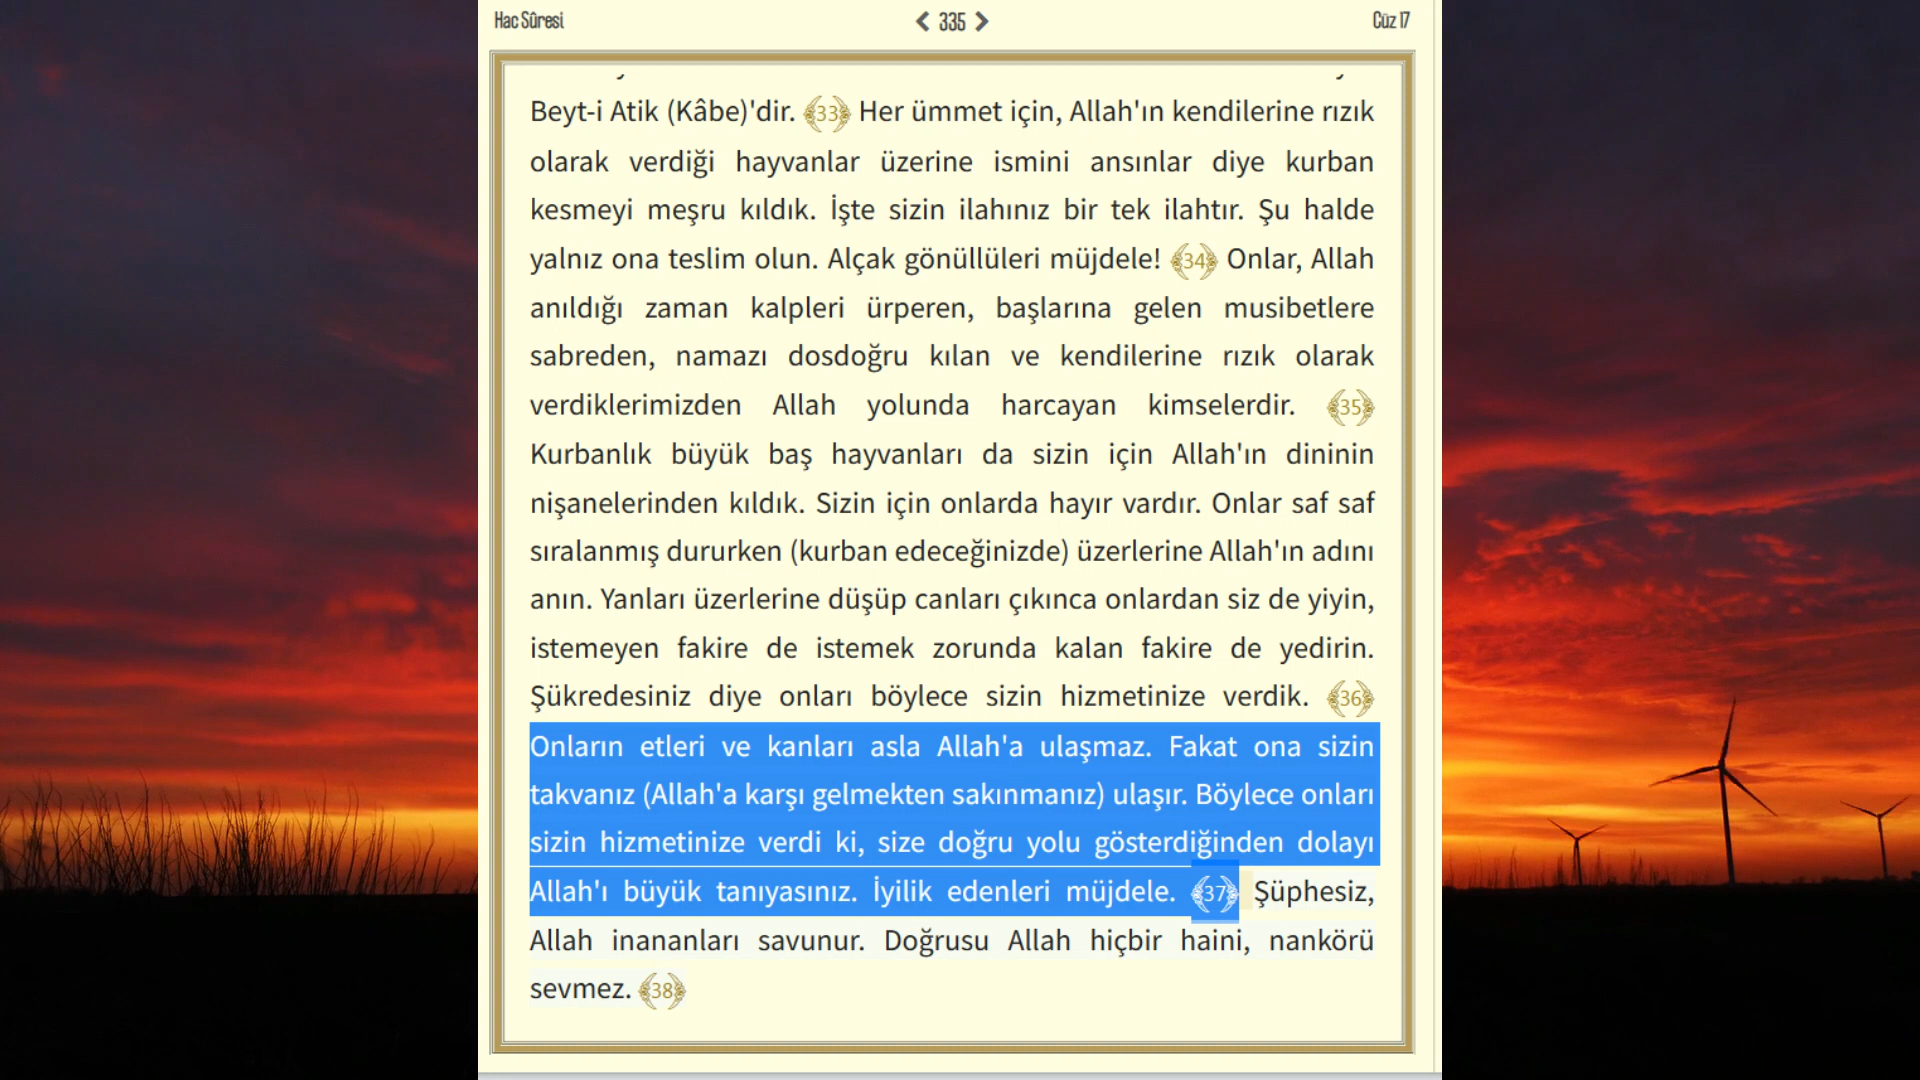 Hac Sûresi
335
Cüz 17
Beyt-i Atik (Kâbe)'dir. 33 Her ümmet için, Allah'ın kendilerine rızık
olarak verdiği hayvanlar üzerine ismini ansınlar diye kurban
kesmeyi meşru kıldık. İşte sizin ilahınız bir tek ilahtır. Şu halde
yalnız ona teslim olun. Alçak gönüllüleri müjdele! 34 Onlar, Allah
anıldığı zaman kalpleri ürperen, başlarına gelen musibetlere
sabreden, namazı dosdoğru kılan ve kendilerine rızık olarak
verdiklerimizden Allah yolunda harcayan kimselerdir. 35
Kurbanlık büyük baş hayvanları da sizin için Allah'ın dininin
nişanelerinden kıldık. Sizin için onlarda hayır vardır. Onlar saf saf
sıralanmış dururken (kurban edeceğinizde) üzerlerine Allah'ın adını
anın. Yanları üzerlerine düşüp canları çıkınca onlardan siz de yiyin,
istemeyen fakire de istemek zorunda kalan fakire de yedirin.
Şükredesiniz diye onları böylece sizin hizmetinize verdik. 36
Onların etleri ve kanları asla Allah'a ulaşmaz. Fakat ona sizin
takvanız (Allah'a karşı gelmekten sakınmanız) ulaşır. Böylece onları
sizin hizmetinize verdi ki, size doğru yolu gösterdiğinden dolayı
Allah'ı büyük tanıyasınız. İyilik edenleri müjdele. 37 Şüphesiz,
Allah inananları savunur. Doğrusu Allah hiçbir haini, nankörü
sevmez. 38